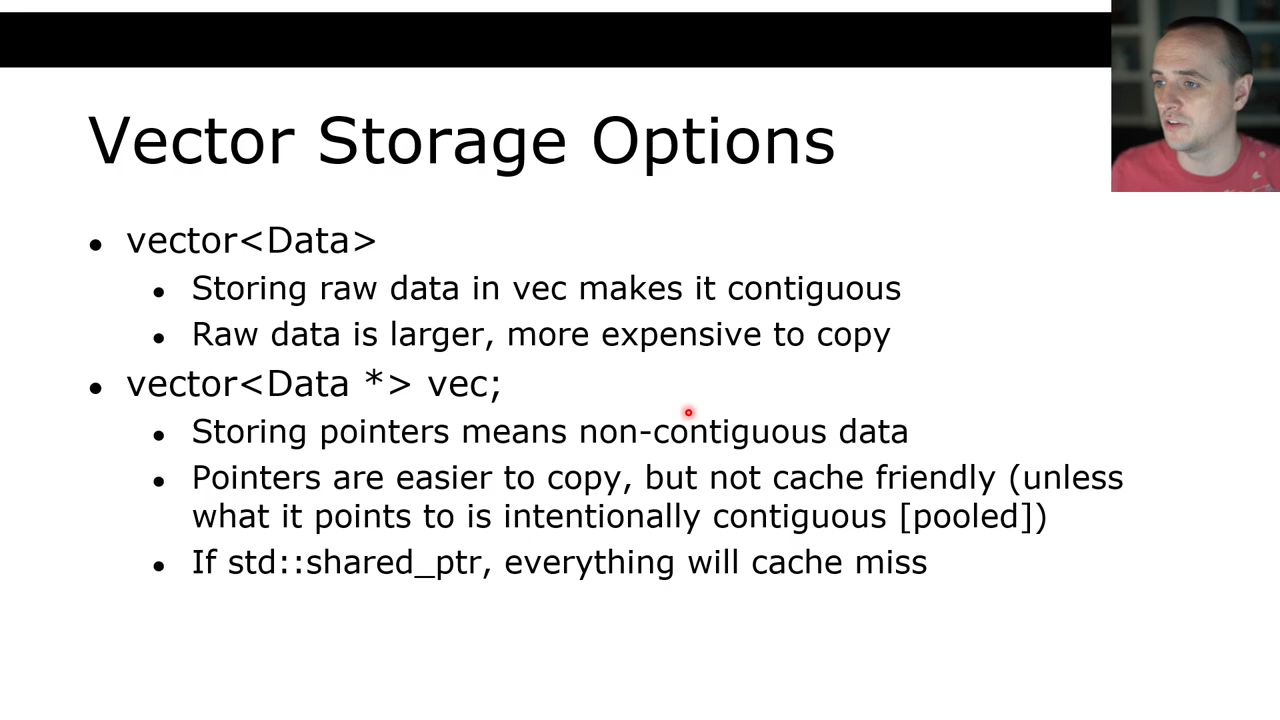 Vector Storage Options
● vector<Data>
● Storing raw data in vec makes it contiguous
● Raw data is larger, more expensive to copy
● vector<Data *> vec;
● Storing pointers means non-contiguous data
● Pointers are easier to copy, but not cache friendly (unless
what it points to is intentionally contiguous [pooled])
● If std::shared_ptr, everything will cache miss